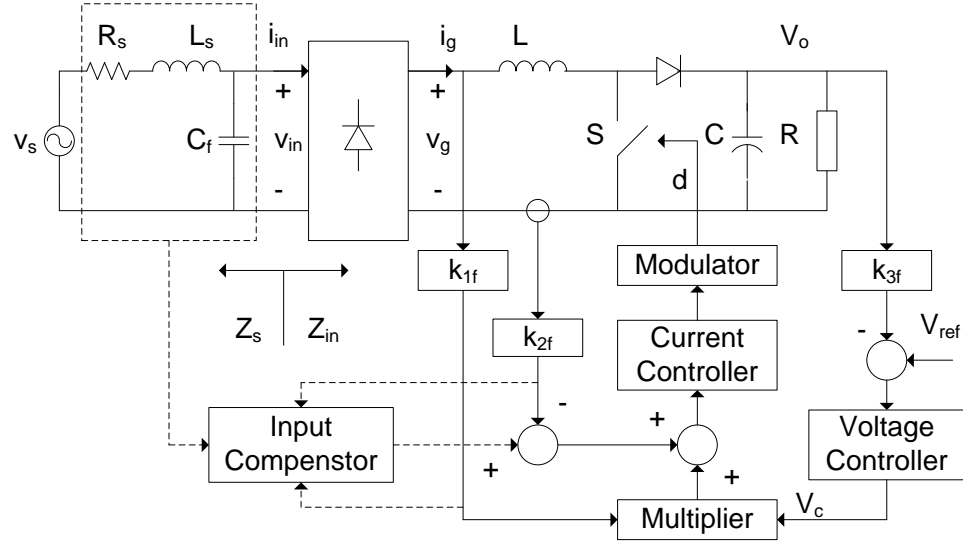 Rs Ls iin ig L Vo
+ +
vs Cf vin vg S C R
d
- -
k1f Modulator k3f
Zs Zin k2f Current
Controller - Vref
-
Input
Compenstor + + Voltage
Controller
+
Multiplier Vc